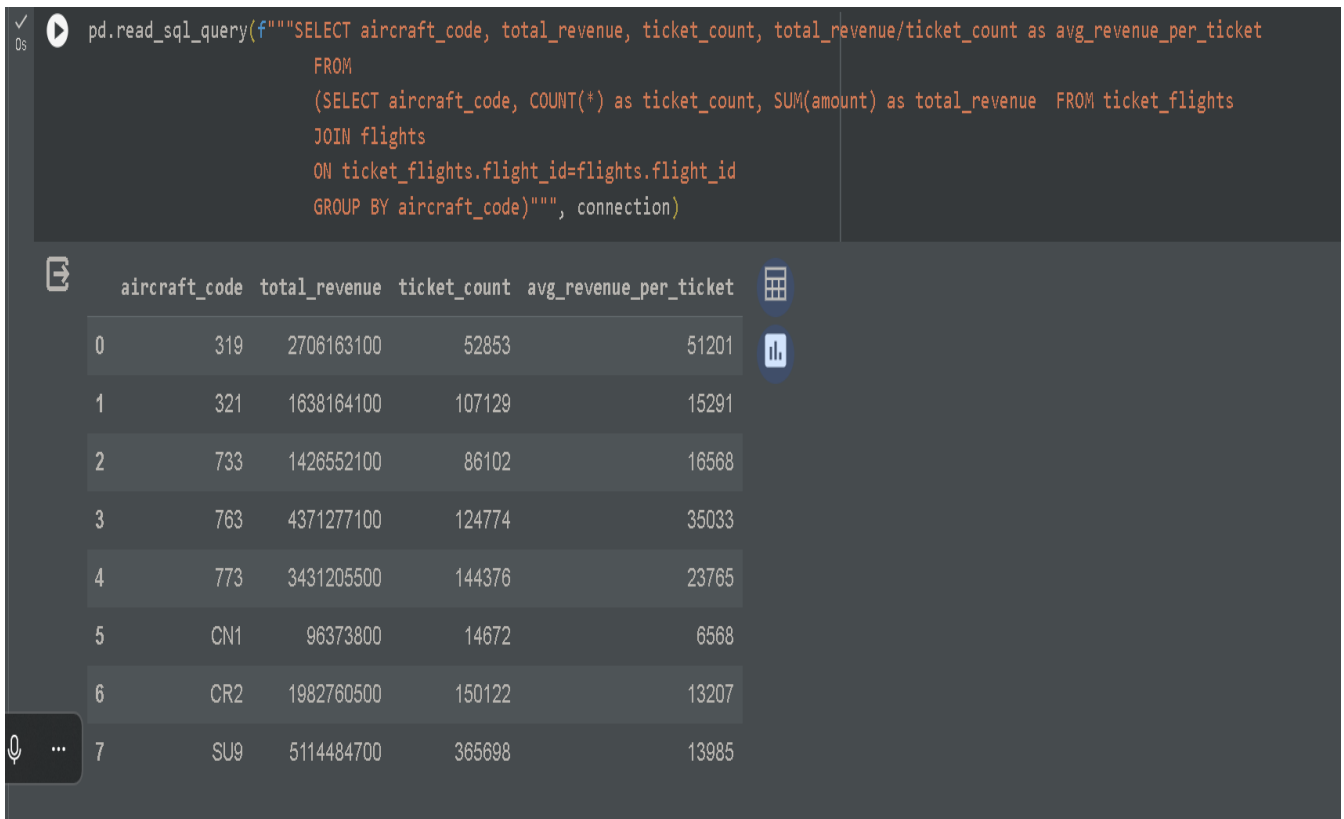 ✓
0s
pd.read_sql_query(f"""SELECT aircraft_code, total_revenue, ticket_count, total_revenue/ticket_count as avg_revenue_per_ticket
FROM
(SELECT aircraft_code, COUNT(*) as ticket_count, SUM(amount) as total_revenue  FROM ticket_flights
JOIN flights
ON ticket_flights.flight_id=flights.flight_id
GROUP BY aircraft_code)""", connection)
aircraft_code total_revenue ticket_count avg_revenue_per_ticket
0 319 2706163100 52853 51201
1 321 1638164100 107129 15291
2 733 1426552100 86102 16568
3 763 4371277100 124774 35033
4 773 3431205500 144376 23765
5 CN1 96373800 14672 6568
6 CR2 1982760500 150122 13207
7 SU9 5114484700 365698 13985